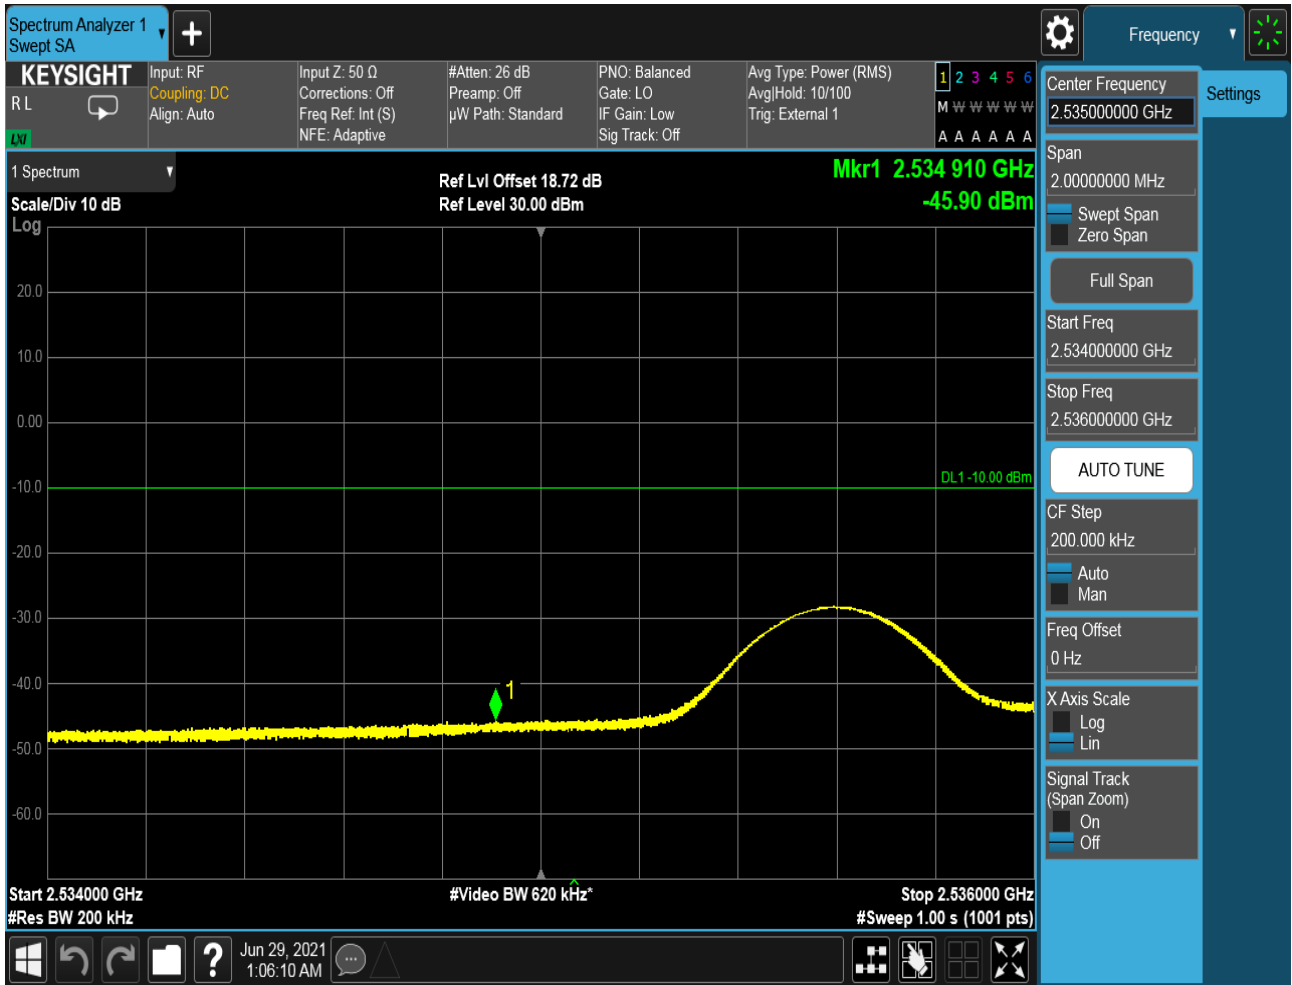 Spectrum Analyzer 1
Swept SA
Frequency
KEYSIGHT
R L
LXI
Input: RF
Coupling: DC
Align: Auto
Input Z: 50 Ω
Corrections: Off
Freq Ref: Int (S)
NFE: Adaptive
#Atten: 26 dB
Preamp: Off
µW Path: Standard
PNO: Balanced
Gate: LO
IF Gain: Low
Sig Track: Off
Avg Type: Power (RMS)
Avg|Hold: 10/100
Trig: External 1
1 2 3 4 5 6
M W W W W W
A A A A A A
1 Spectrum
Scale/Div 10 dB
Log
Ref Lvl Offset 18.72 dB
Ref Level 30.00 dBm
Mkr1 2.534 910 GHz
-45.90 dBm
20.0
10.0
0.00
-10.0
-20.0
-30.0
-40.0
-50.0
-60.0
DL1 -10.00 dBm
1
Start 2.534000 GHz
#Res BW 200 kHz
#Video BW 620 kHz*
Stop 2.536000 GHz
#Sweep 1.00 s (1001 pts)
Jun 29, 2021
1:06:10 AM
Center Frequency
2.535000000 GHz
Settings
Span
2.00000000 MHz
Swept Span
Zero Span
Full Span
Start Freq
2.534000000 GHz
Stop Freq
2.536000000 GHz
AUTO TUNE
CF Step
200.000 kHz
Auto
Man
Freq Offset
0 Hz
X Axis Scale
Log
Lin
Signal Track
(Span Zoom)
On
Off